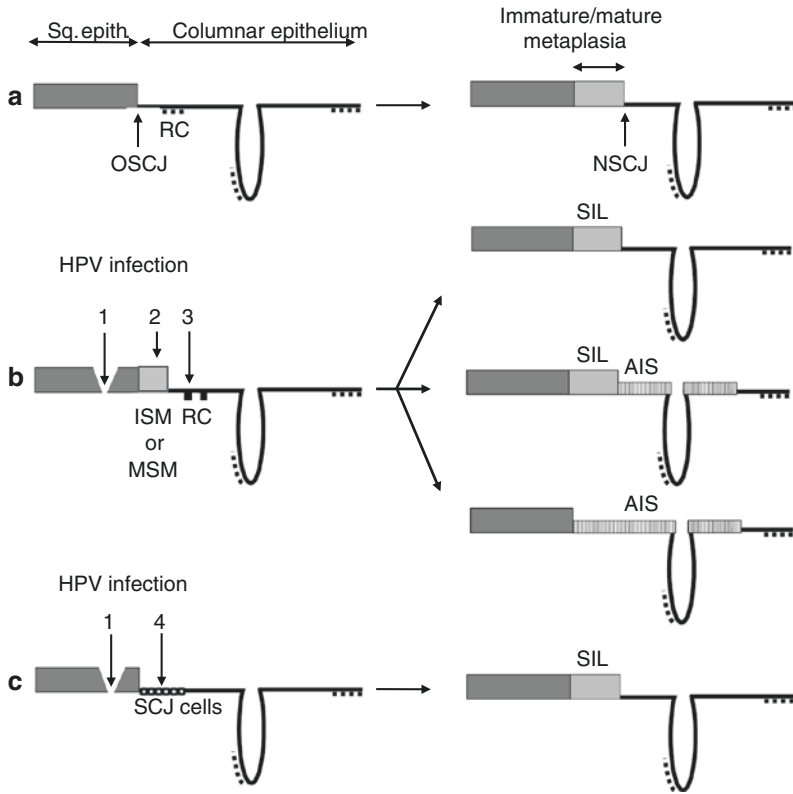 Sq. epith Columnar epithelium
Immature/mature
metaplasia
a
RC
OSCJ
NSCJ
HPV infection
1 2 3
b
ISM
or
MSM
RC
SIL
SIL AIS
AIS
HPV infection
1 4
c
SCJ cells
SIL